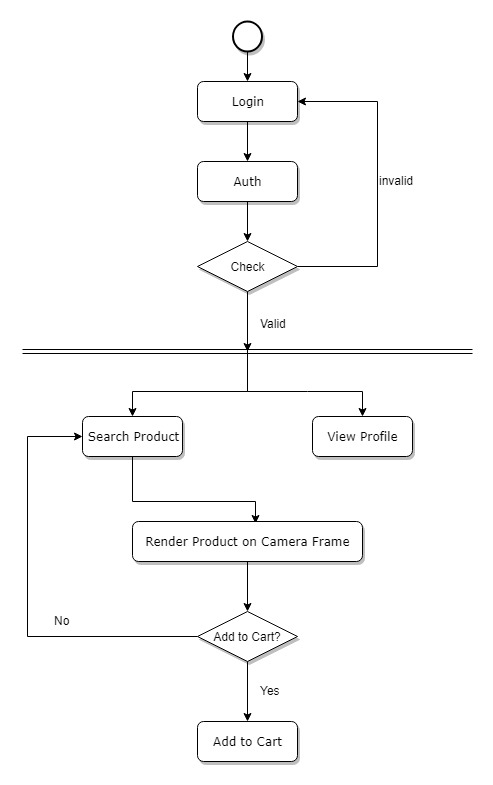 Login
invalid
Auth
Check
Valid
Search Product
View Profile
Render Product on Camera Frame
No
Add to Cart?
Yes
Add to Cart